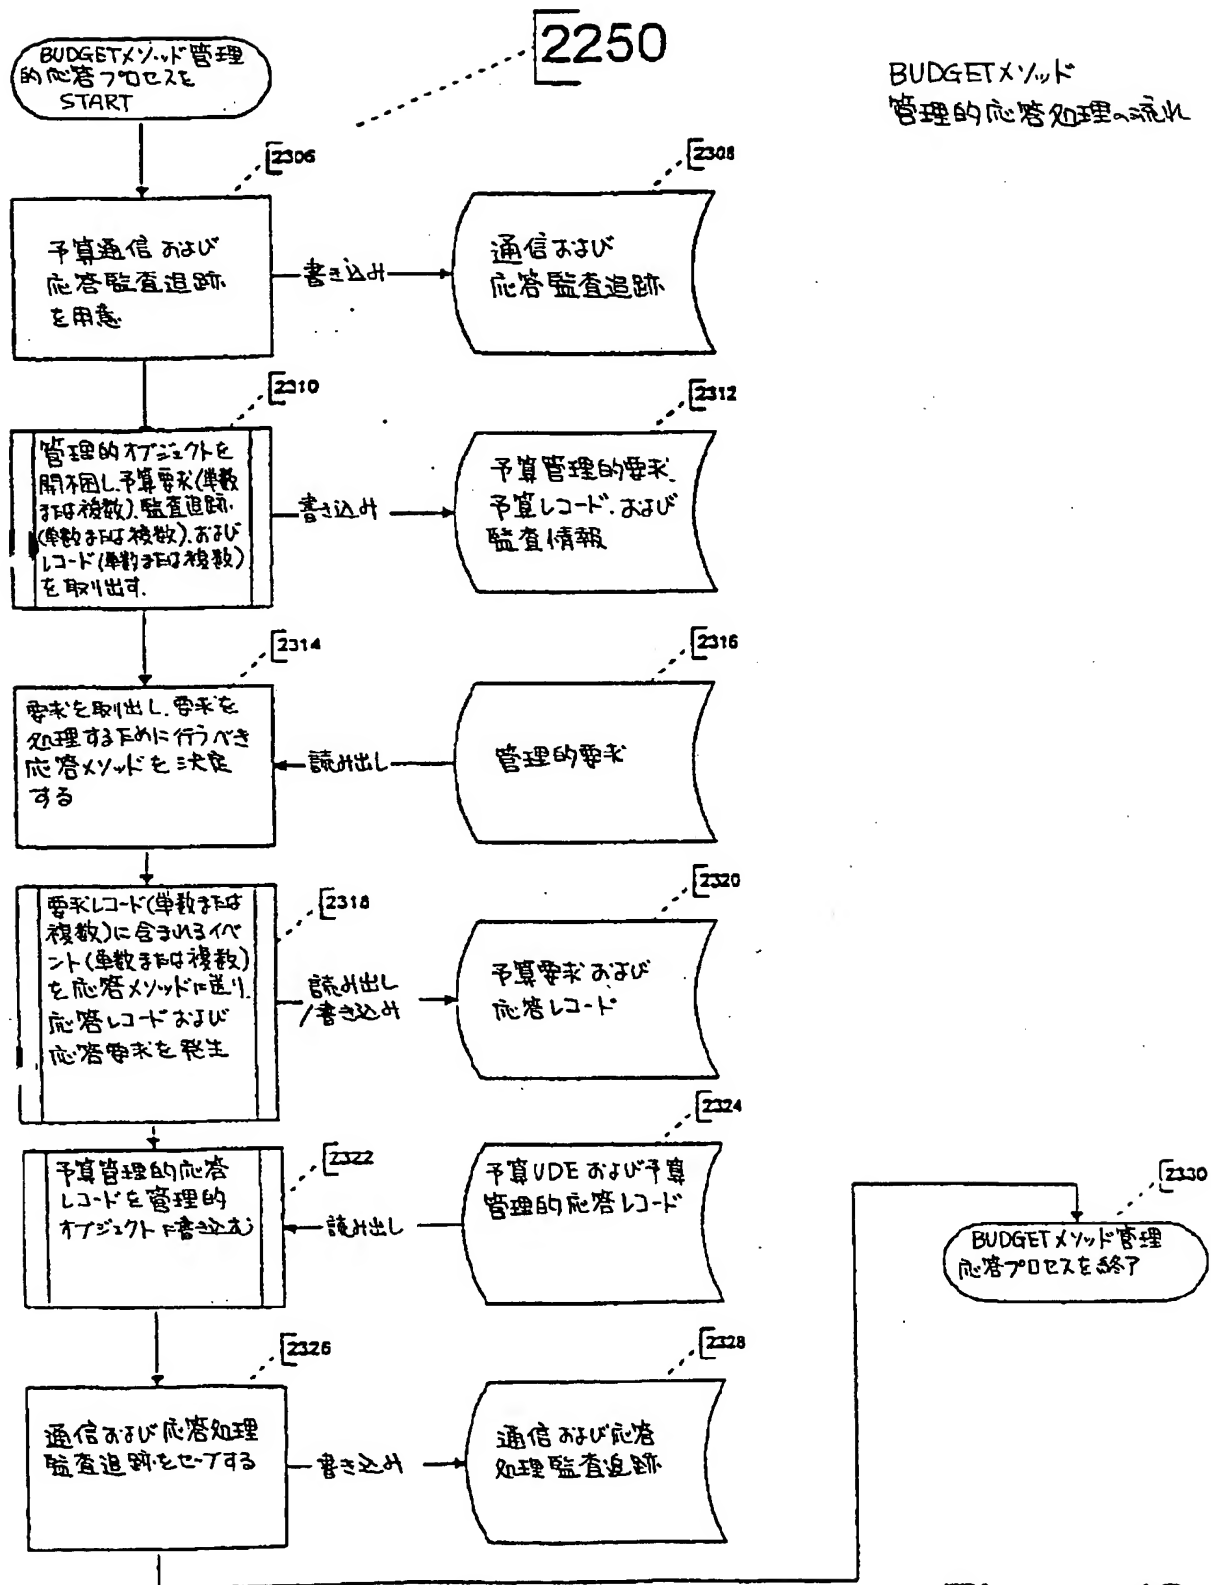 2250
BUDGETメソッド
管理的応答処理の流れ
BUDGETメソッド管理
的応答プロセスを
START
2306
予算通信および
応答監査追跡
を用意
書き込み
2308
通信および
応答監査追跡
2310
管理的オブジェクトを
開梱し、予算要求(単数
または複数)、監査追跡
(単数または複数)、および
レコード(単数または複数)
を取り出す.
書き込み
2312
予算管理的要求、
予算レコード、および
監査情報
2314
要求を取り出し、要求を
処理するために行うべき
応答メソッドを決定
する
読み出し
2316
管理的要求
2318
要求レコード(単数または
複数)に含まれるイベ
ント(単数または複数)
を応答メソッドに送り、
応答レコードおよび
応答要求を発生
読み出し
/書き込み
2320
予算要求および
応答レコード
2322
予算管理的応答
レコードを管理的
オブジェクトに書き込む
読み出し
2324
予算UDEおよび予算
管理的応答レコード
2326
通信および応答処理
監査追跡をセーブする
書き込み
2328
通信および応答
処理監査追跡
2330
BUDGETメソッド管理
応答プロセスを終了